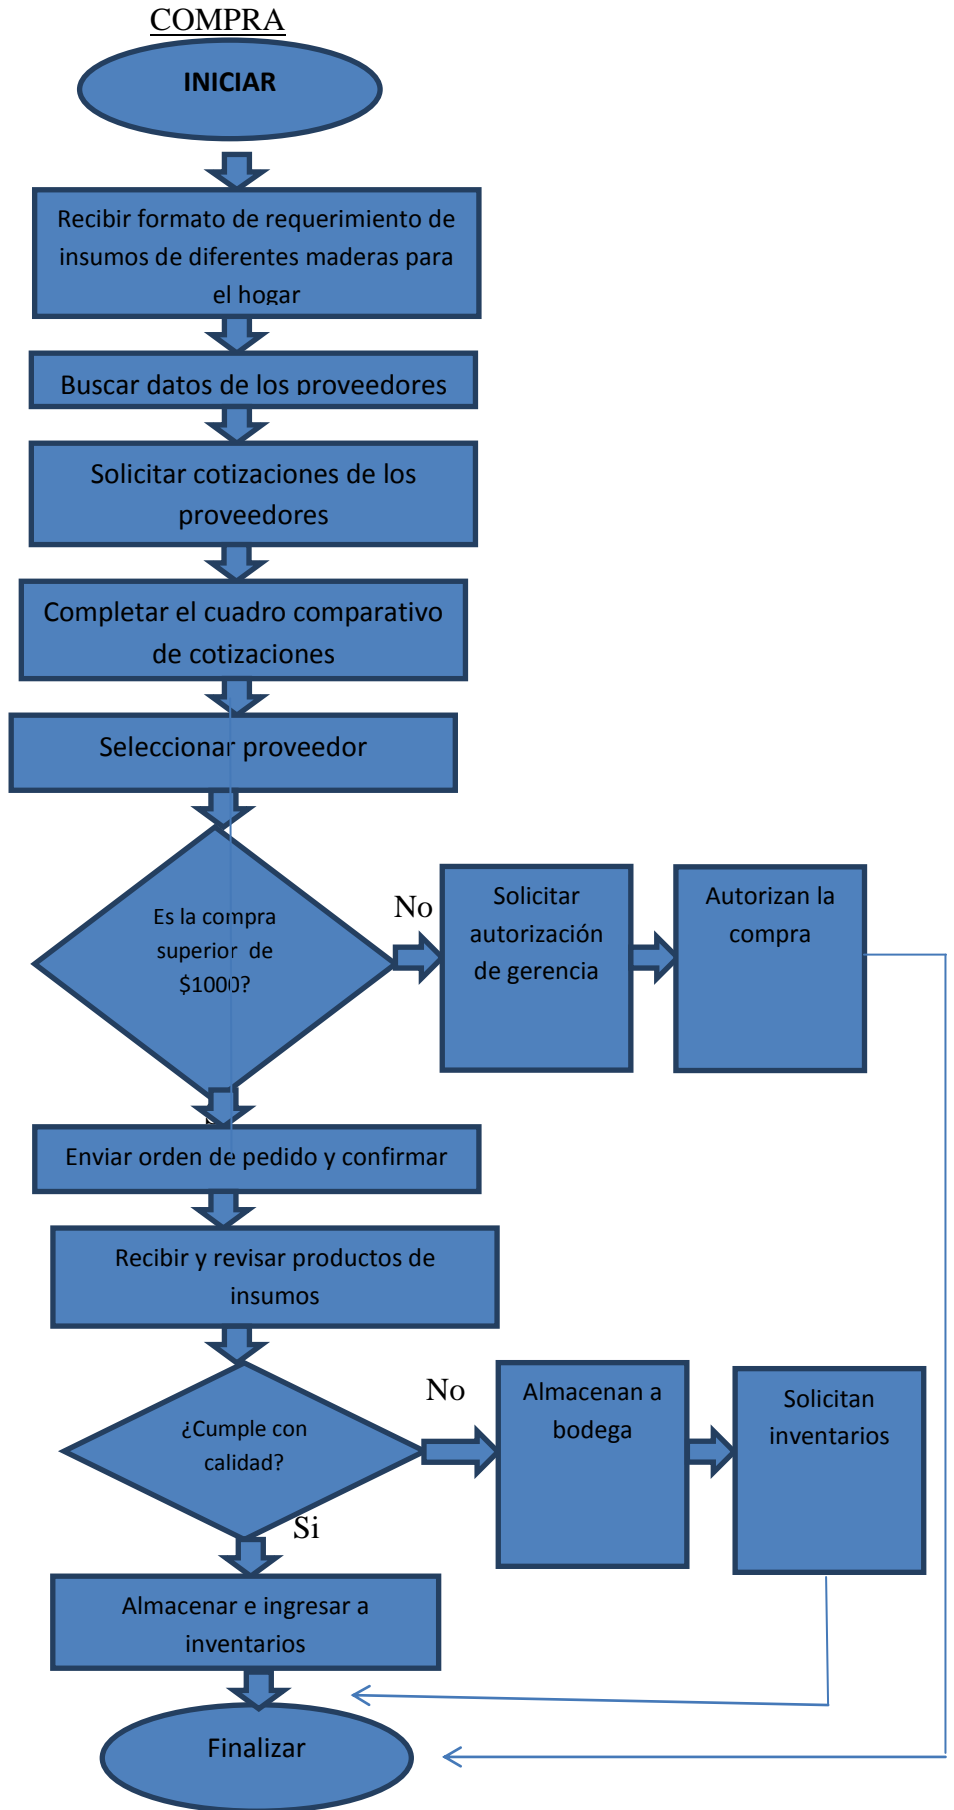 COMPRA
INICIAR
Recibir formato de requerimiento de
insumos de diferentes maderas para
el hogar
Buscar datos de los proveedores
Solicitar cotizaciones de los
proveedores
Completar el cuadro comparativo
de cotizaciones
Seleccionar proveedor
Es la compra
superior de
$1000?
No
Solicitar
autorización
de gerencia
Autorizan la
compra
Enviar orden de pedido y confirmar
Recibir y revisar productos de
insumos
¿Cumple con
calidad?
No
Almacenan a
bodega
Solicitan
inventarios
Si
Almacenar e ingresar a
inventarios
Finalizar